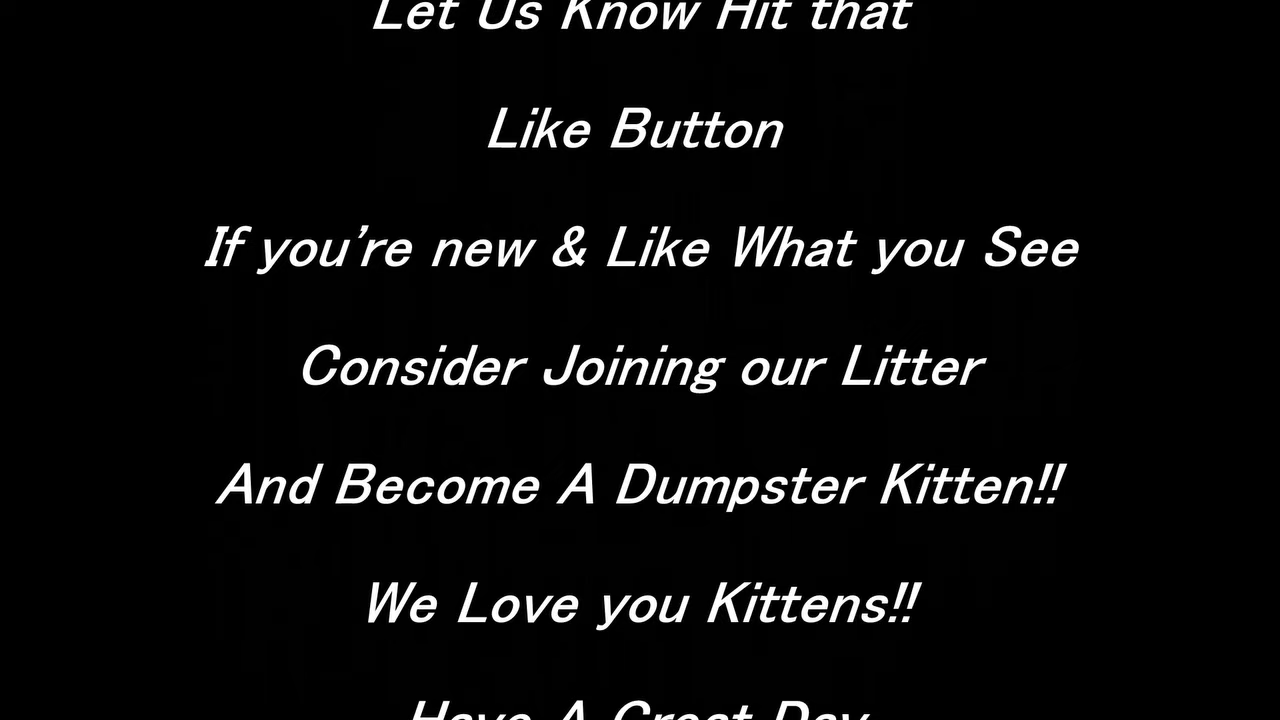 Let Us Know Hit that
Like Button
If you're new & Like What you See
Consider Joining our Litter
And Become A Dumpster Kitten!!
We Love you Kittens!!
Have A Great Day